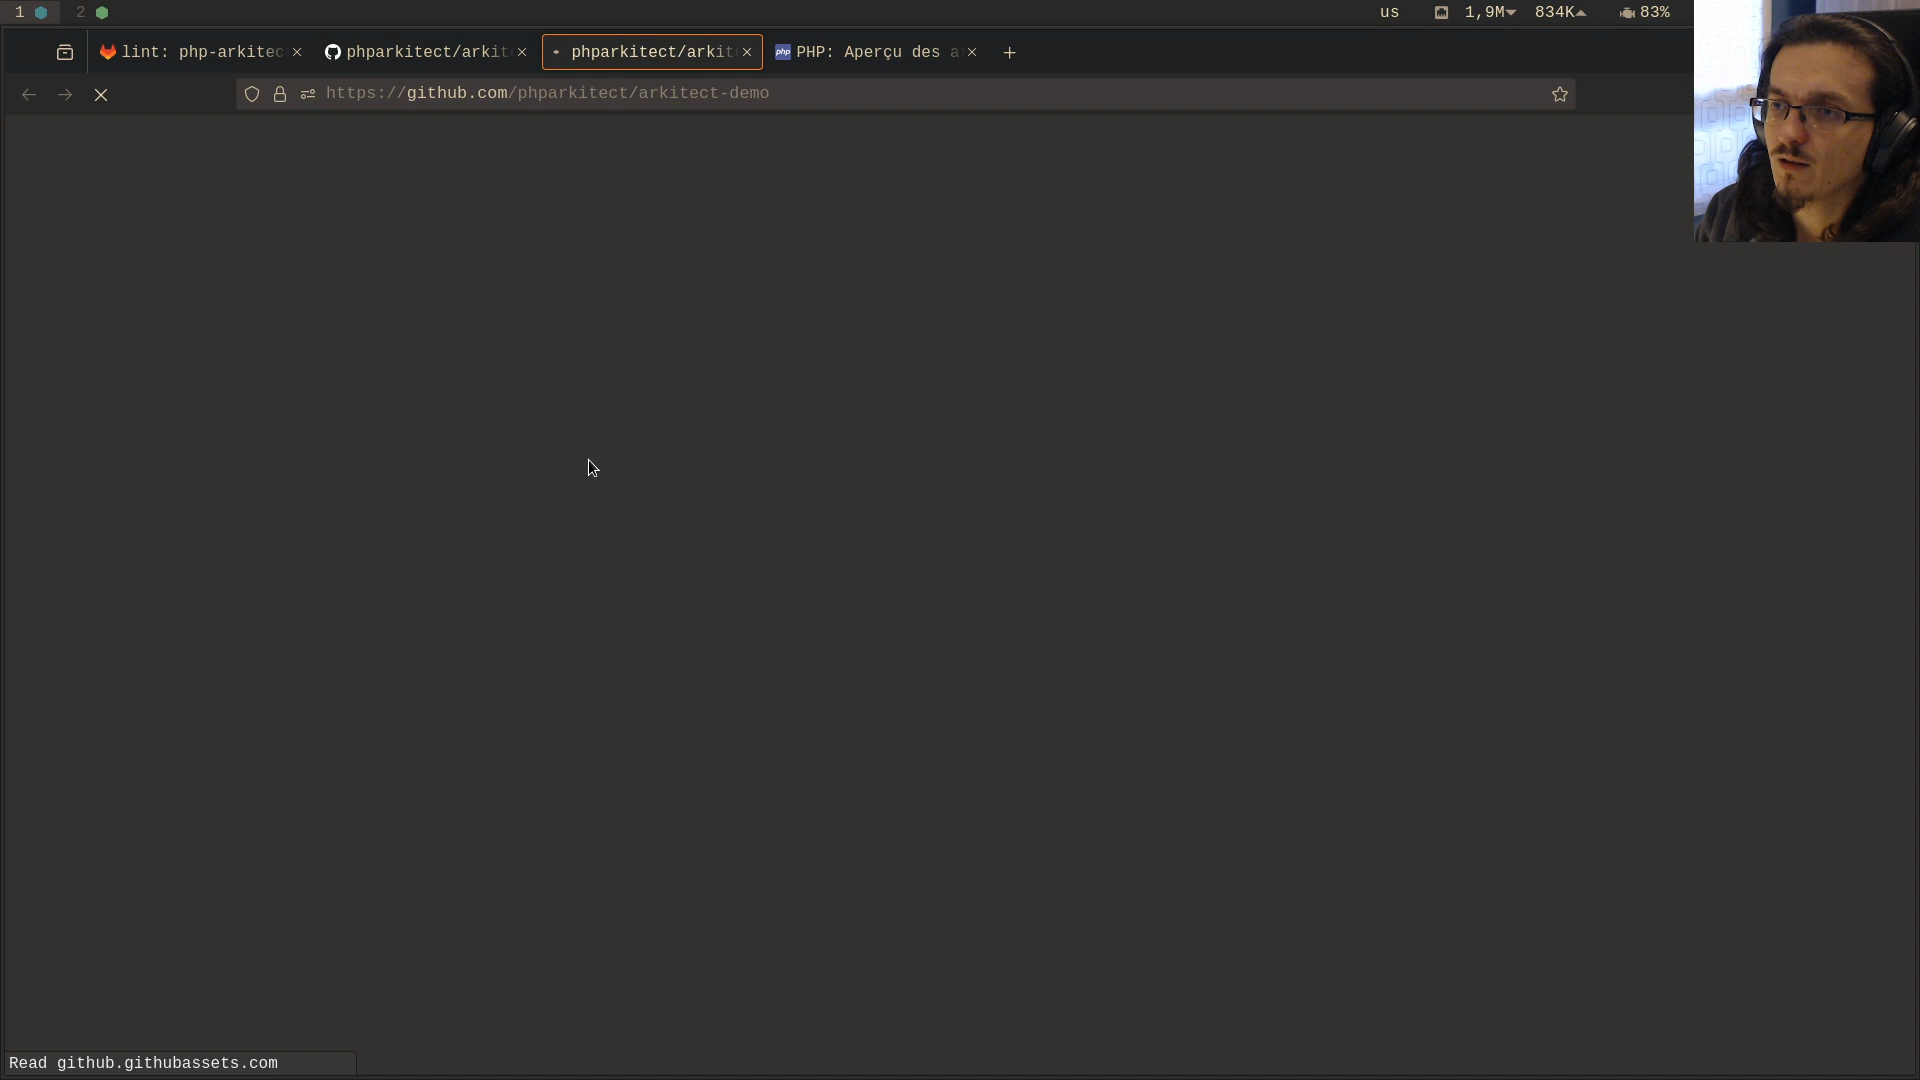 1 2 us 1,9M 834K 83%
lint: php-arkitec phparkitect/arkit phparkitect/arkit php PHP: Aperçu des a
https://github.com/phparkitect/arkitect-demo
Read github.githubassets.com